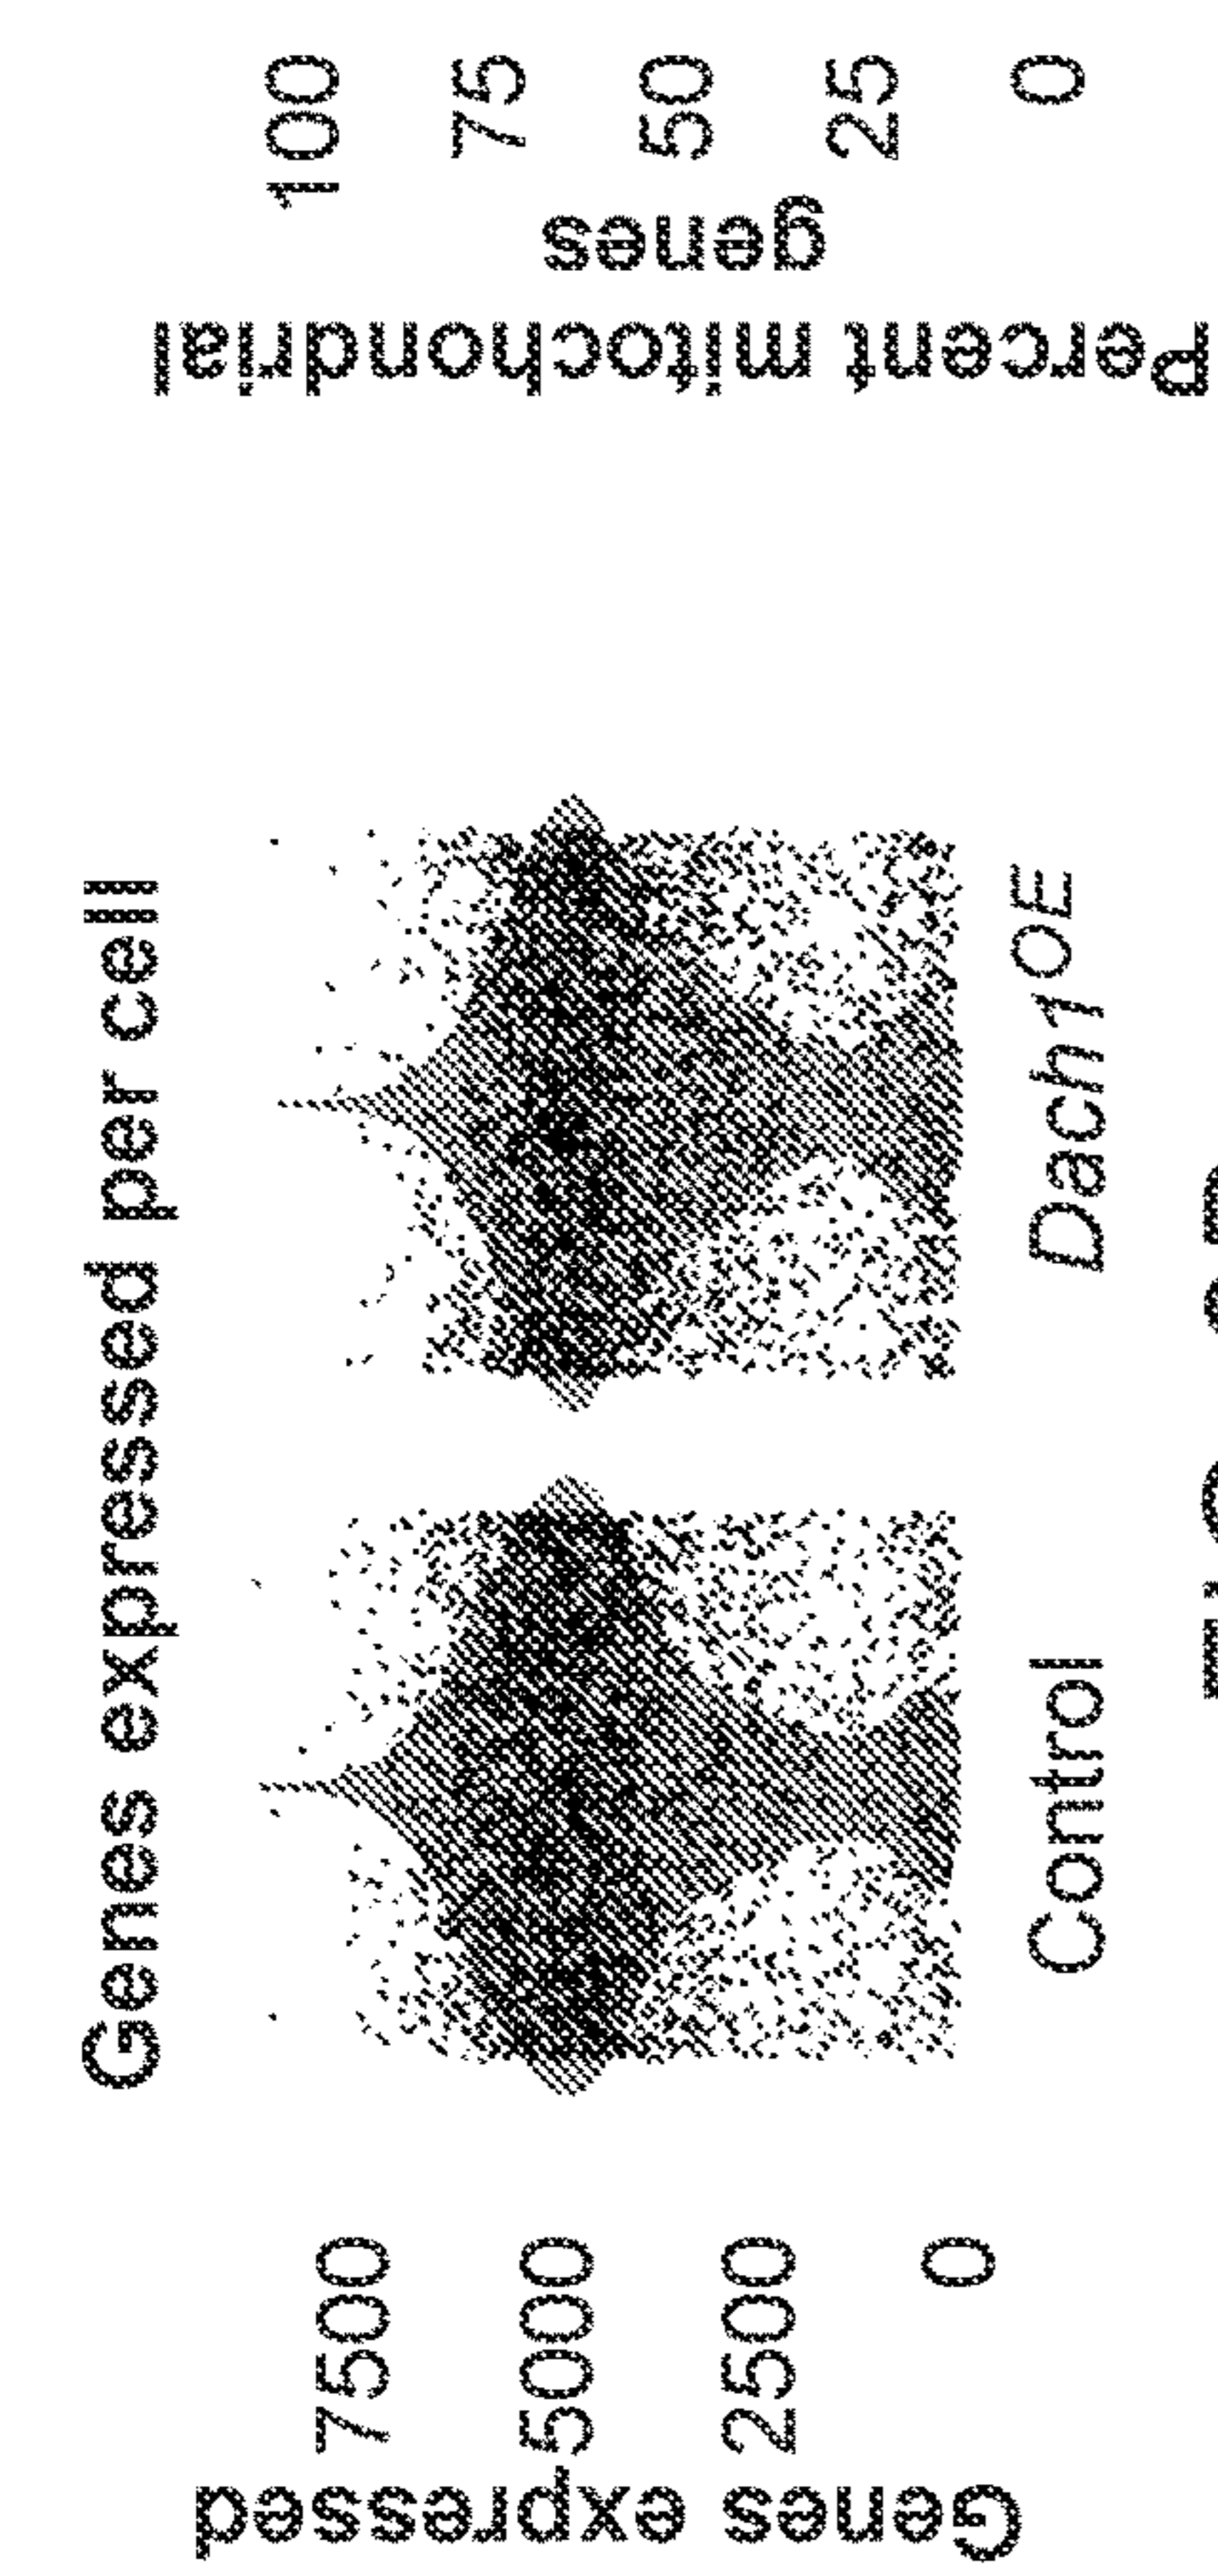 Genes expressed per cell
Genes expressed
7500
5000
2500
0
Control
Dach1OE
Percent mitochondrial
genes
100
75
50
25
0